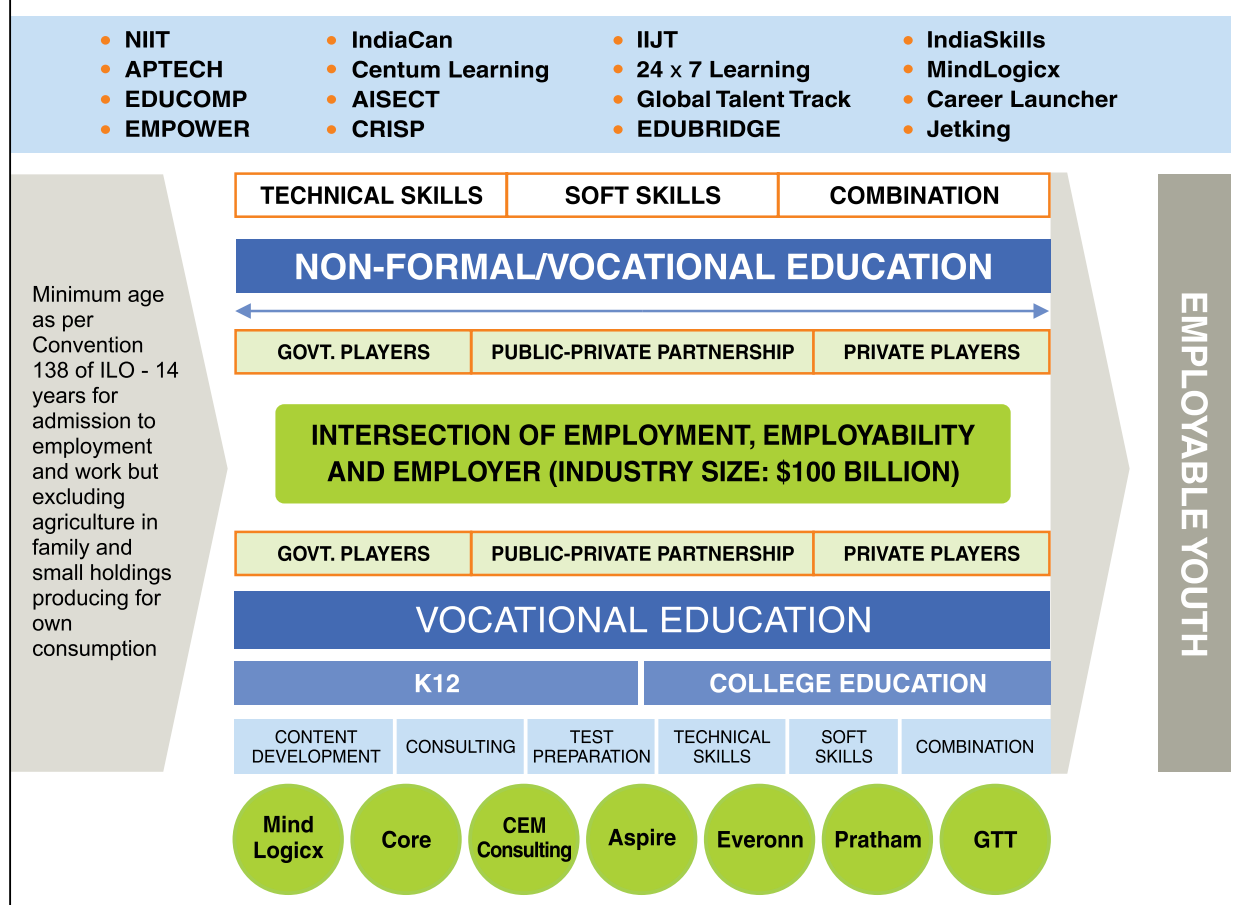 NIIT
APTECH
EDUCOMP
EMPOWER
IndiaCan
Centum Learning
AISECT
CRISP
IIJT
24 x 7 Learning
Global Talent Track
EDUBRIDGE
IndiaSkills
MindLogicx
Career Launcher
Jetking
Minimum age
as per
Convention
138 of ILO - 14
years for
admission to
employment
and work but
excluding
agriculture in
family and
small holdings
producing for
own
consumption
TECHNICAL SKILLS
SOFT SKILLS
COMBINATION
NON-FORMAL/VOCATIONAL EDUCATION
GOVT. PLAYERS
PUBLIC-PRIVATE PARTNERSHIP
PRIVATE PLAYERS
INTERSECTION OF EMPLOYMENT, EMPLOYABILITY
AND EMPLOYER (INDUSTRY SIZE: $100 BILLION)
GOVT. PLAYERS
PUBLIC-PRIVATE PARTNERSHIP
PRIVATE PLAYERS
VOCATIONAL EDUCATION
K12
COLLEGE EDUCATION
CONTENT
DEVELOPMENT
CONSULTING
TEST
PREPARATION
TECHNICAL
SKILLS
SOFT
SKILLS
COMBINATION
Mind
Logicx
Core
CEM
Consulting
Aspire
Everonn
Pratham
GTT
EMPLOYABLE YOUTH